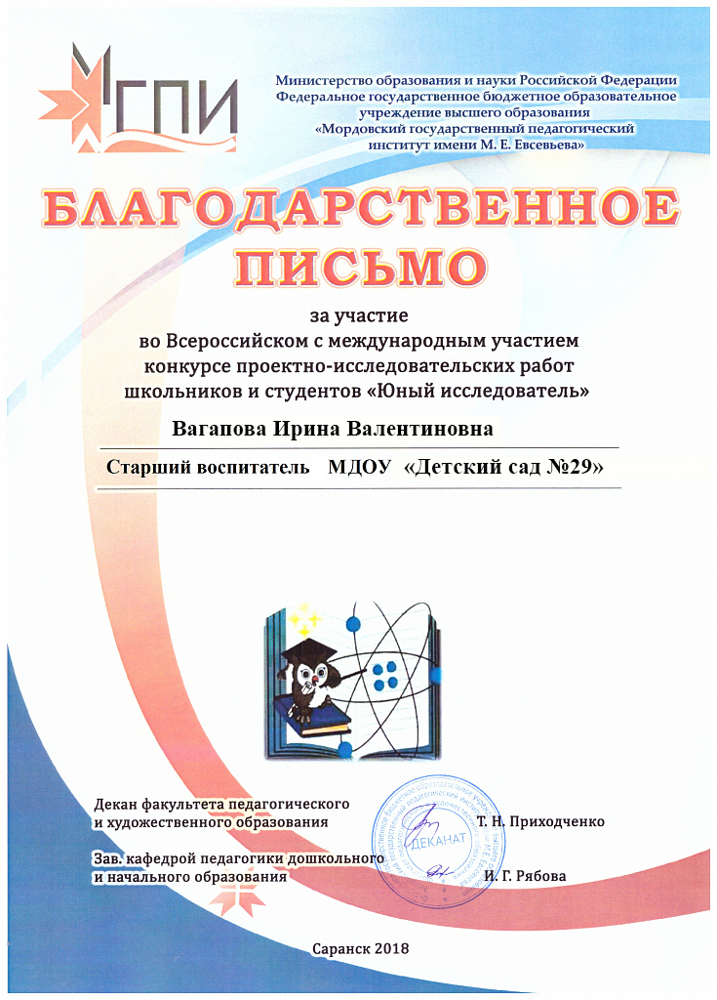 МГПИ
Министерство образования и науки Российской Федерации
Федеральное государственное бюджетное образовательное
учреждение высшего образования
«Мордовский государственный педагогический
институт имени М. Е. Евсевьева»
БЛАГОДАРСТВЕННОЕ
ПИСЬМО
за участие
во Всероссийском с международным участием
конкурсе проектно-исследовательских работ
школьников и студентов «Юный исследователь»
Вагапова Ирина Валентиновна
Старший воспитатель МДОУ «Детский сад №29»
Декан факультета педагогического
и художественного образования
Т. Н. Приходченко
ДЕКАНАТ
Зав. кафедрой педагогики дошкольного
и начального образования
И. Г. Рябова
Саранск 2018